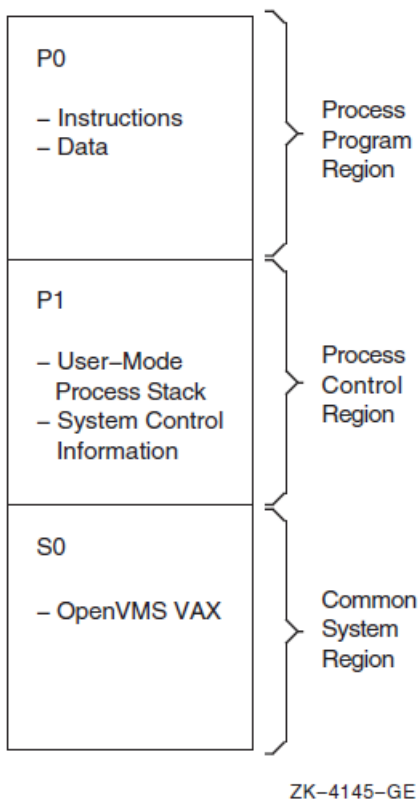 P0
– Instructions
– Data
Process
Program
Region
P1
– User–Mode
Process Stack
– System Control
Information
Process
Control
Region
S0
– OpenVMS VAX
Common
System
Region
ZK–4145–GE